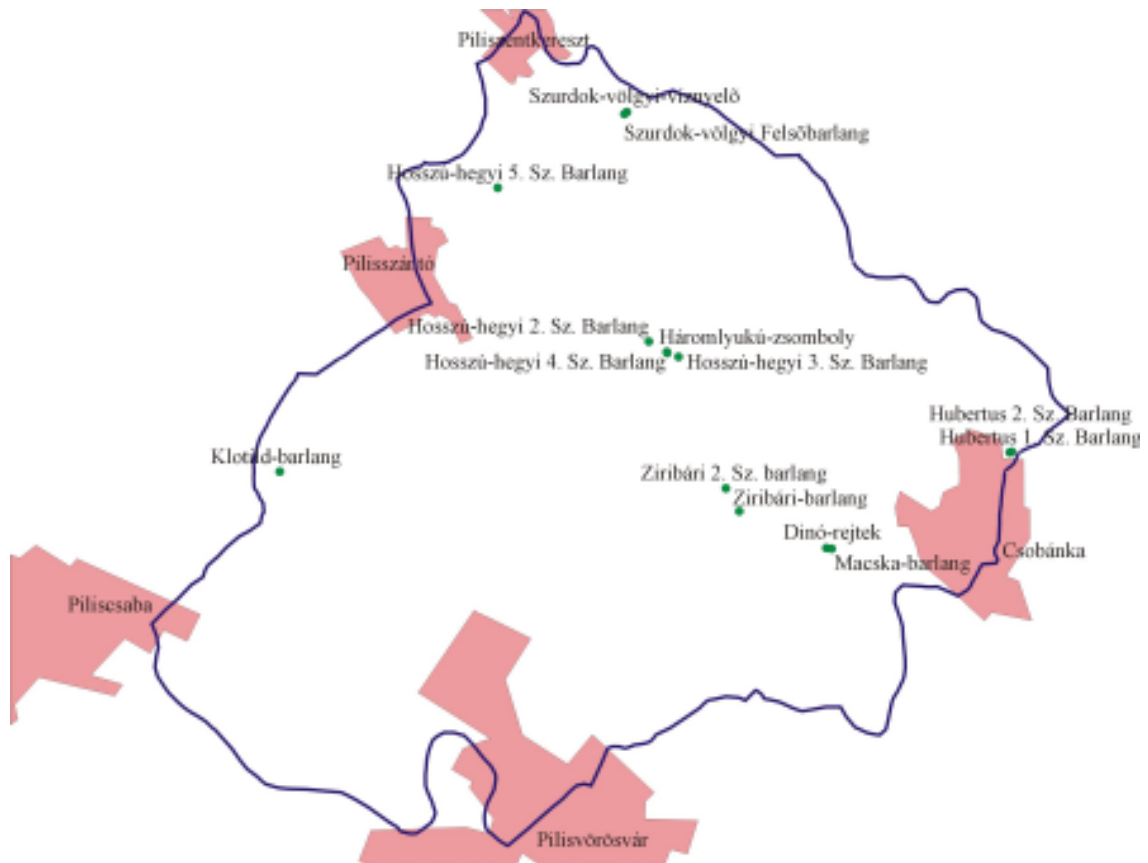 Piliszentkereszt
Szurdok-völgyi-víznyelő
Szurdok-völgyi Felsőbarlang
Hosszú-hegyi 5. Sz. Barlang
Pilisszántó
Hosszú-hegyi 2. Sz. Barlang
Háromlyukú-zsomboly
Hosszú-hegyi 4. Sz. Barlang
Hosszú-hegyi 3. Sz. Barlang
Hubertus 2. Sz. Barlang
Hubertus 1. Sz. Barlang
Klotild-barlang
Ziribári 2. Sz. barlang
Ziribári-barlang
Dinó-rejtek
Csobánka
Macska-barlang
Piliscsaba
Pilisvörösvár